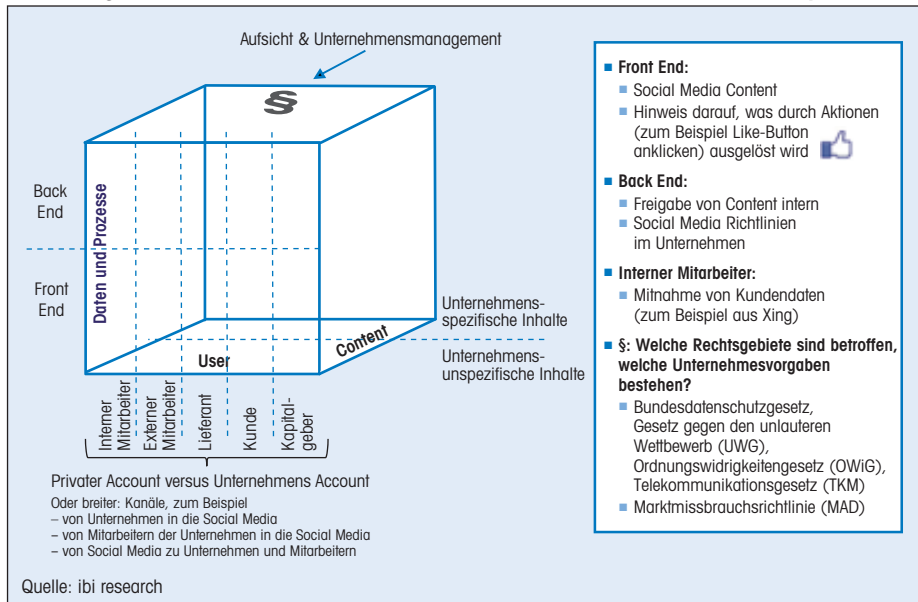 Aufsicht & Unternehmensmanagement
§
Back
End
Front
End
Daten und Prozesse
User
Content
Unternehmens-
spezifische Inhalte
Unternehmens-
unspezifische Inhalte
Interner
Mitarbeiter
Externer
Mitarbeiter
Lieferant
Kunde
Kapital-
geber
Privater Account versus Unternehmens Account
Oder breiter: Kanäle, zum Beispiel
– von Unternehmen in die Social Media
– von Mitarbeitern der Unternehmen in die Social Media
– von Social Media zu Unternehmen und Mitarbeitern
Quelle: ibi research
■ Front End:
■ Social Media Content
■ Hinweis darauf, was durch Aktionen
(zum Beispiel Like-Button
anklicken) ausgelöst wird
■ Back End:
■ Freigabe von Content intern
■ Social Media Richtlinien
im Unternehmen
■ Interner Mitarbeiter:
■ Mitnahme von Kundendaten
(zum Beispiel aus Xing)
■ §: Welche Rechtsgebiete sind betroffen,
welche Unternehmesvorgaben
bestehen?
■ Bundesdatenschutzgesetz,
Gesetz gegen den unlauteren
Wettbewerb (UWG),
Ordnungswidrigkeitengesetz (OWiG),
Telekommunikationsgesetz (TKM)
■ Marktmissbrauchsrichtlinie (MAD)